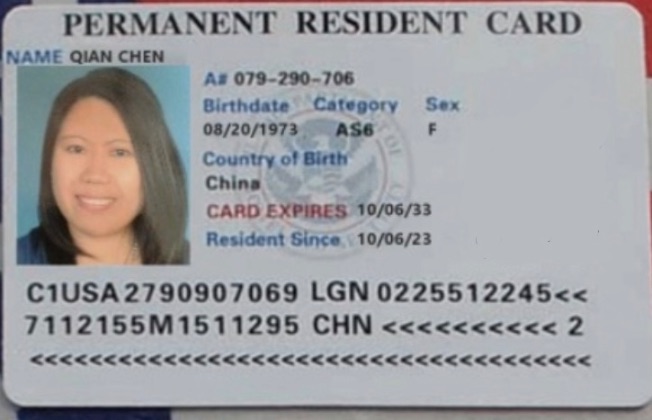 PERMANENT RESIDENT CARD
NAME QIAN CHEN
A# 079-290-706
Birthdate Category Sex
08/20/1973 AS6 F
Country of Birth
China
CARD EXPIRES 10/06/33
Resident Since 10/06/23
C1USA2790907069 LGN 0225512245<<
7112155M1511295 CHN <<<<<<<<<< 2
<<<<<<<<<<<<<<<<<<<<<<<<<<<<<<<<<<<<<<